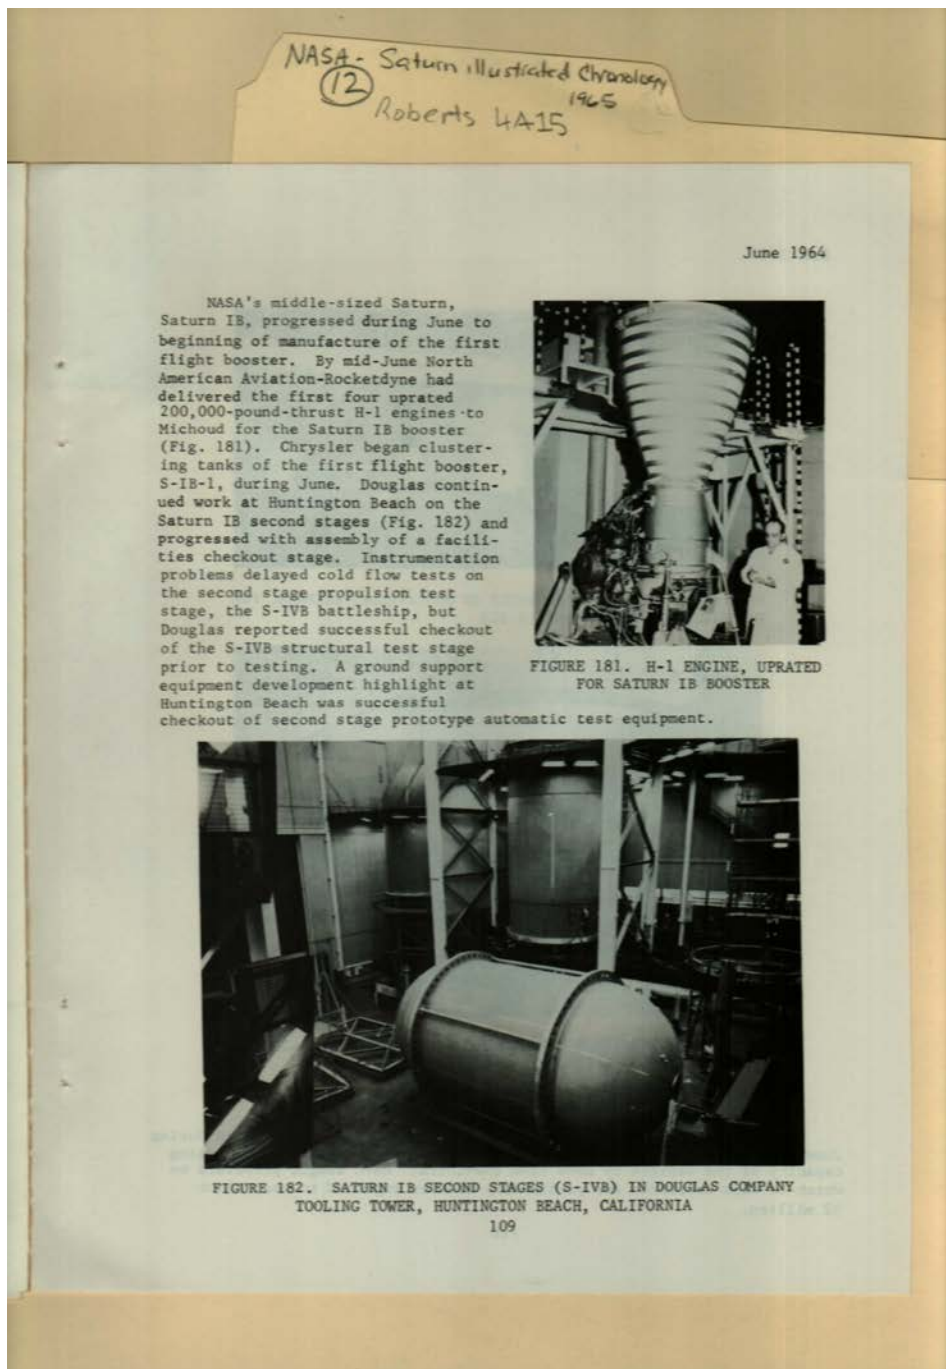 NASA - Saturn illustrated Chronology
12
1965
Roberts 4A15
June 1964
NASA's middle-sized Saturn,
Saturn IB, progressed during June to
beginning of manufacture of the first
flight booster. By mid-June North
American Aviation-Rocketdyne had
delivered the first four uprated
200,000-pound-thrust H-1 engines to
Michoud for the Saturn IB booster
(Fig. 181). Chrysler began cluster-
ing tanks of the first flight booster,
S-IB-1, during June. Douglas contin-
ued work at Huntington Beach on the
Saturn IB second stages (Fig. 182) and
progressed with assembly of a facili-
ties checkout stage. Instrumentation
problems delayed cold flow tests on
the second stage propulsion test
stage, the S-IVB battleship, but
Douglas reported successful checkout
of the S-IVB structural test stage
prior to testing. A ground support
equipment development highlight at
Huntington Beach was successful
checkout of second stage prototype automatic test equipment.
FIGURE 181. H-1 ENGINE, UPRATED
FOR SATURN IB BOOSTER
FIGURE 182. SATURN IB SECOND STAGES (S-IVB) IN DOUGLAS COMPANY
TOOLING TOWER, HUNTINGTON BEACH, CALIFORNIA
109